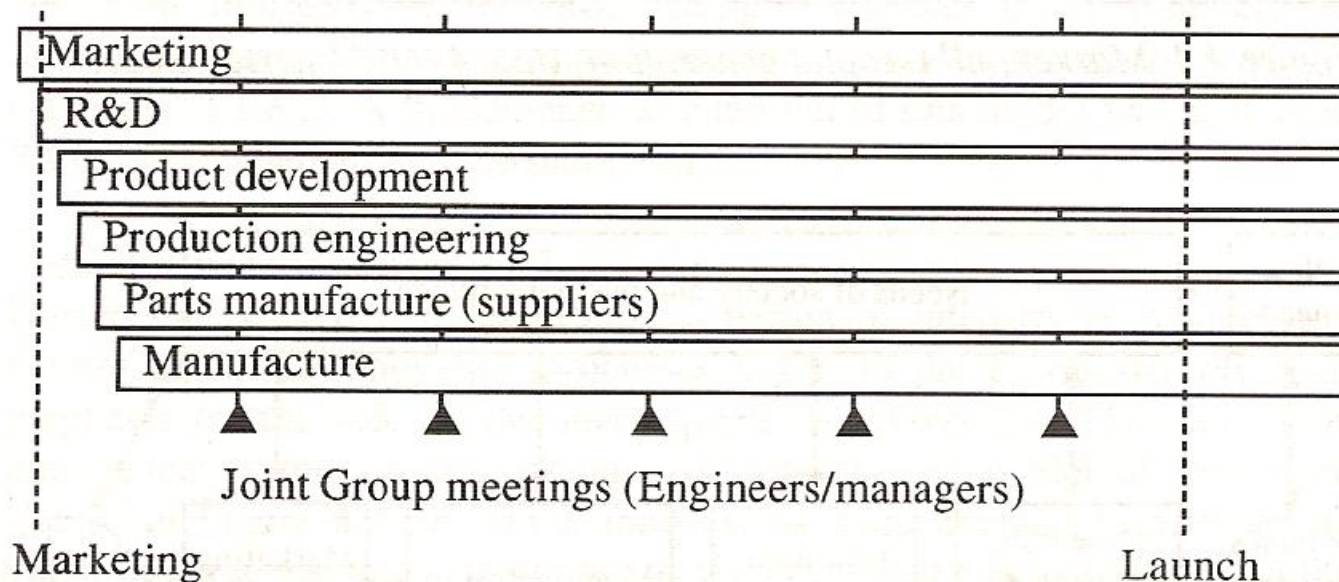 Marketing
R&D
Product development
Production engineering
Parts manufacture (suppliers)
Manufacture
Joint Group meetings (Engineers/managers)
Marketing
Launch